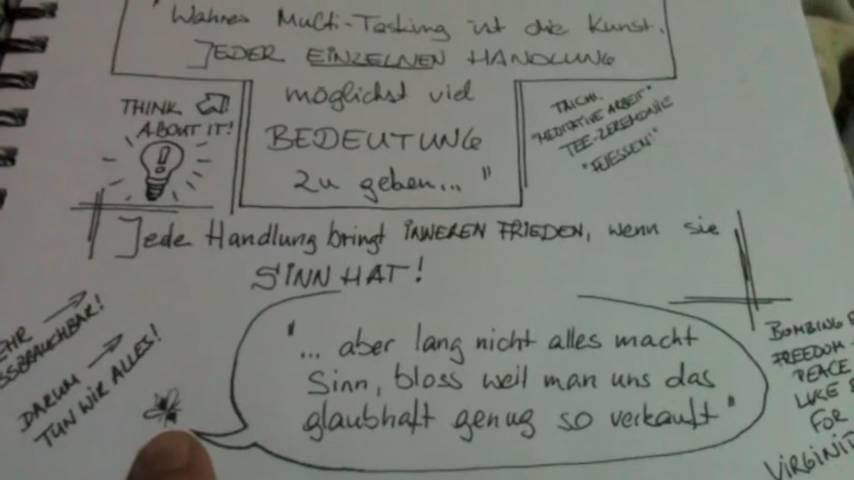 "Wahres Multi-Tasking ist die Kunst,
JEDER EINZELNEN HANDLUNG
möglichst viel
BEDEUTUNG
zu geben... "
THINK
ABOUT IT!
TAICHI,
"MEDITATIVE ARBEIT"
TEE-ZEREMONIE
"FLIESSEN!"
Jede Handlung bringt INNEREN FRIEDEN, wenn sie
SINN HAT!
DARUM
TUN WIR ALLES!
"... aber lang nicht alles macht
Sinn, bloss weil man uns das
glaubhaft genug so verkauft"
BOMBING
FREEDOM
PEACE
LIKE
FOR